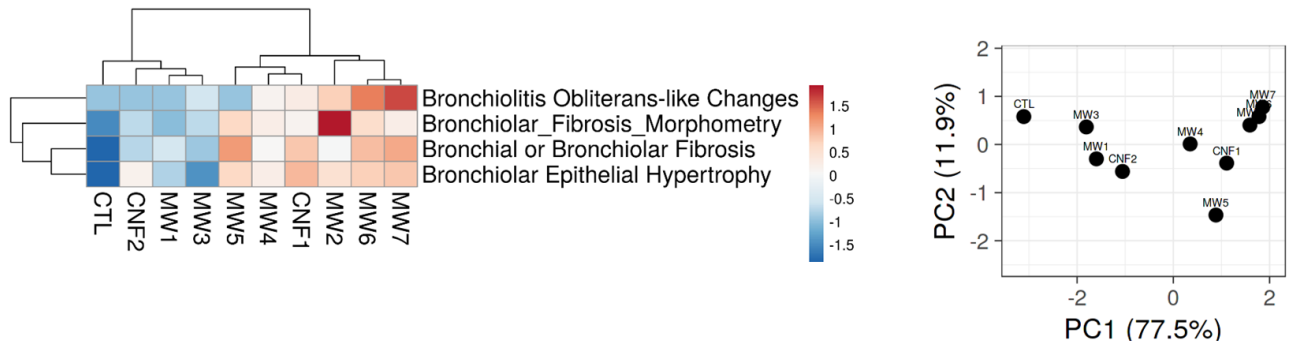 Bronchiolitis Obliterans-like Changes
Bronchiolar_Fibrosis_Morphometry
Bronchial or Bronchiolar Fibrosis
Bronchiolar Epithelial Hypertrophy
CTL
CNF2
MW1
MW3
MW5
MW4
CNF1
MW2
MW6
MW7
1.5
1
0.5
0
-0.5
-1
-1.5
PC2 (11.9%)
2
1
0
-1
-2
CTL
MW3
MW1
CNF2
MW4
CNF1
MW5
MW7
-2
0
2
PC1 (77.5%)